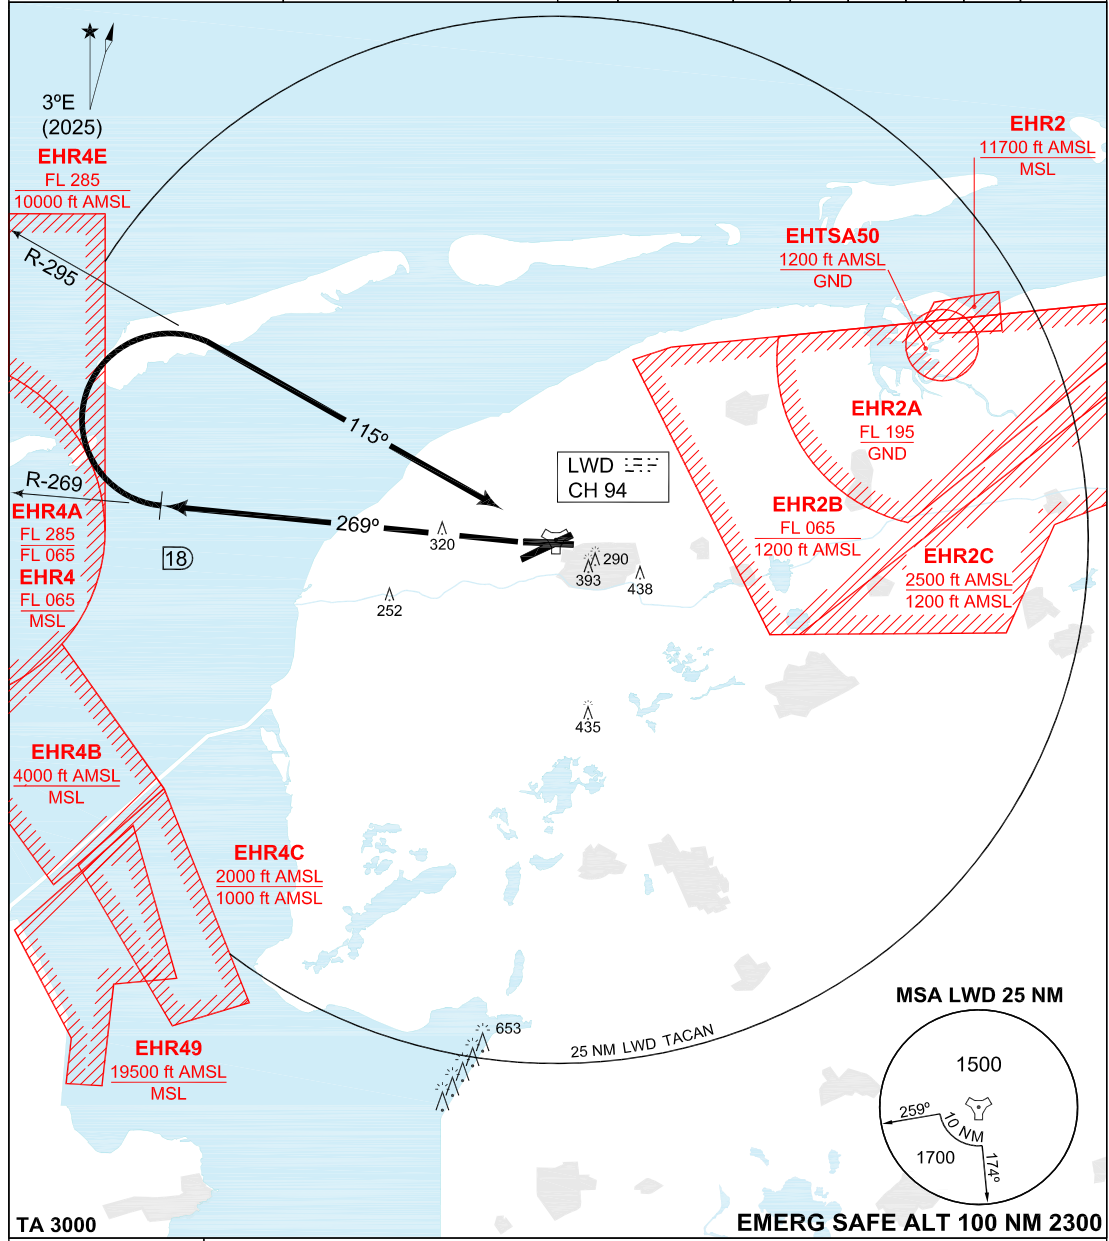 3ºE
(2025)
EHR4E
FL 285
10000 ft AMSL
EHR2
11700 ft AMSL
MSL
EHTSA50
1200 ft AMSL
GND
R-295
115º
EHR2A
FL 195
GND
LWD
CH 94
R-269
269º
EHR4A
FL 285
FL 065
EHR4
FL 065
MSL
18
320
290
393
438
252
EHR2B
FL 065
1200 ft AMSL
EHR2C
2500 ft AMSL
1200 ft AMSL
435
EHR4B
4000 ft AMSL
MSL
EHR4C
2000 ft AMSL
1000 ft AMSL
653
25 NM LWD TACAN
EHR49
19500 ft AMSL
MSL
MSA LWD 25 NM
1500
259º
10 NM
1700
174º
TA 3000
EMERG SAFE ALT 100 NM 2300